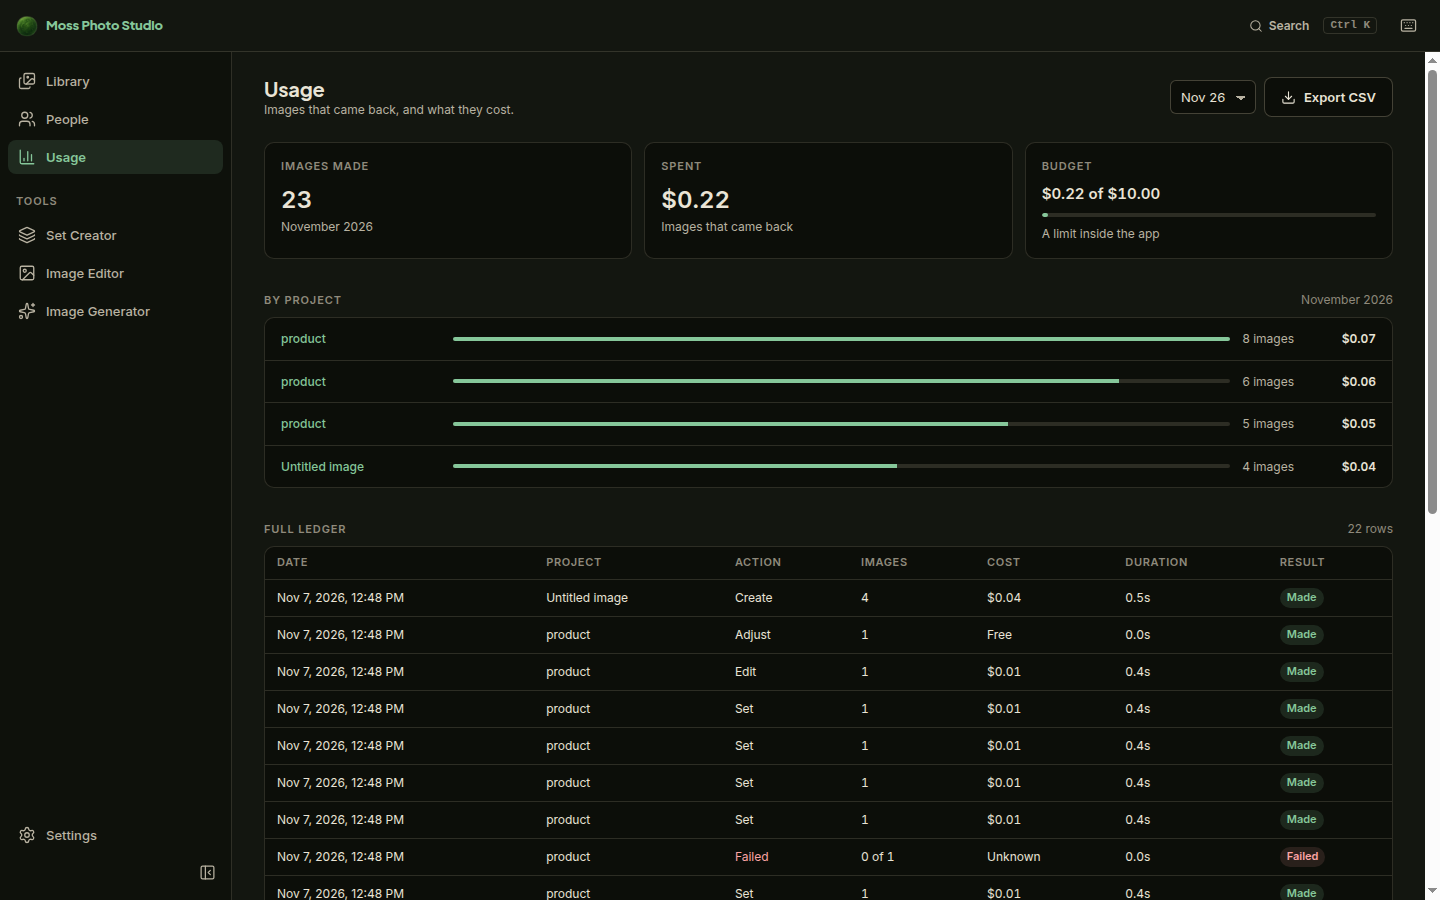 Moss Photo Studio
Search Ctrl K
Library
People
Usage
TOOLS
Set Creator
Image Editor
Image Generator
Settings
Usage
Images that came back, and what they cost.
Nov 26
Export CSV
IMAGES MADE
23
November 2026
SPENT
$0.22
Images that came back
BUDGET
$0.22 of $10.00
A limit inside the app
BY PROJECT November 2026
product 8 images $0.07
product 6 images $0.06
product 5 images $0.05
Untitled image 4 images $0.04
FULL LEDGER 22 rows
DATE PROJECT ACTION IMAGES COST DURATION RESULT
Nov 7, 2026, 12:48 PM Untitled image Create 4 $0.04 0.5s Made
Nov 7, 2026, 12:48 PM product Adjust 1 Free 0.0s Made
Nov 7, 2026, 12:48 PM product Edit 1 $0.01 0.4s Made
Nov 7, 2026, 12:48 PM product Set 1 $0.01 0.4s Made
Nov 7, 2026, 12:48 PM product Set 1 $0.01 0.4s Made
Nov 7, 2026, 12:48 PM product Set 1 $0.01 0.4s Made
Nov 7, 2026, 12:48 PM product Set 1 $0.01 0.4s Made
Nov 7, 2026, 12:48 PM product Failed 0 of 1 Unknown 0.0s Failed
Nov 7, 2026, 12:48 PM product Set 1 $0.01 0.4s Made